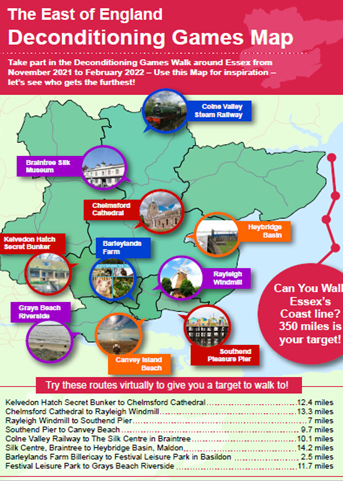 The East of England
Deconditioning Games Map
Take part in the Deconditioning Games Walk around Essex from
November 2021 to February 2022 – Use this Map for inspiration –
let's see who gets the furthest!
Colne Valley
Steam Railway
Braintree Silk
Museum
Chelmsford
Cathedral
Heybridge
Basin
Kelvedon Hatch
Secret Bunker
Barleylands
Farm
Rayleigh
Windmill
Grays Beach
Riverside
Canvey Island
Beach
Southend
Pleasure Pier
Can You Walk
Essex's
Coast line?
350 miles is
your target!
Try these routes virtually to give you a target to walk to!
Kelvedon Hatch Secret Bunker to Chelmsford Cathedral 12.4 miles
Chelmsford Cathedral to Rayleigh Windmill 13.3 miles
Rayleigh Windmill to Southend Pier 7 miles
Southend Pier to Canvey Beach 9.7 miles
Colne Valley Railway to The Silk Centre in Braintree 10.1 miles
Silk Centre, Braintree to Heybridge Basin, Maldon 14.2 miles
Barleylands Farm Billericay to Festival Leisure Park in Basildon 2.5 miles
Festival Leisure Park to Grays Beach Riverside 11.7 miles